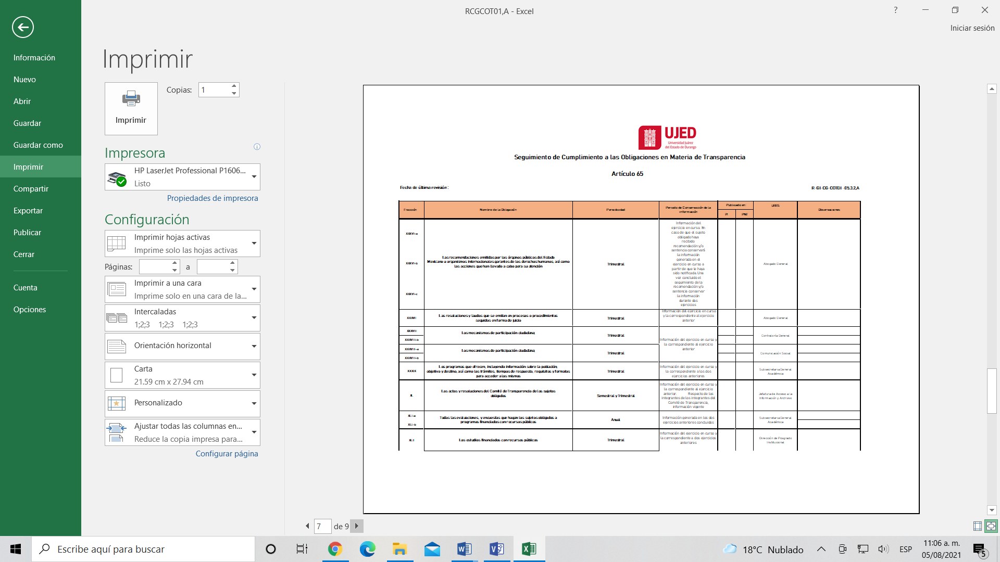 RCGCOT01,A - Excel
?
Iniciar sesión
Información
Nuevo
Abrir
Guardar
Guardar como
Imprimir
Compartir
Exportar
Publicar
Cerrar
Cuenta
Opciones
Imprimir
Imprimir
Copias: 1
Impresora
HP LaserJet Professional P1606...
Listo
Propiedades de impresora
Configuración
Imprimir hojas activas
Imprime solo las hojas activas
Páginas: a
Imprimir a una cara
Imprime solo en una cara de la...
Intercaladas
1;2;3 1;2;3 1;2;3
Orientación horizontal
Carta
21.59 cm x 27.94 cm
Personalizado
Ajustar todas las columnas en...
Reduce la copia impresa para...
Configurar página
UJED
Universidad Juárez
del Estado de Durango
Seguimiento de Cumplimiento a las Obligaciones en Materia de Transparencia
Artículo 65
Fecha de última revisión:
R-GI-CG-COTDI -05.3.2,A
Fracción
Nombre de la Obligación
Periodicidad
Periodo de Conservación de la
información
Publicado en:
PI
PNT
URES
Observaciones
XXXVI-a
XXXVI-b
XXXVI-c
Las recomendaciones emitidas por los órganos públicos del Estado
Mexicano u organismos internacionales garantes de los derechos humanos, así como
las acciones que han llevado a cabo para su atención
Trimestral
Información del
ejercicio en curso. En
caso de que el sujeto
obligado haya
recibido
recomendación y/o
sentencia conservará
la información
generada en el
ejercicio en curso a
partir de que le haya
sido notificada. Una
vez concluido el
seguimiento de la
recomendación y/o
sentencia conservar
la información
durante dos
ejercicios
Abogado General
XXXVII
Las resoluciones y laudos que se emitan en procesos o procedimientos
seguidos en forma de juicio
Trimestral
Información del ejercicio en curso
y la correspondiente al ejercicio
anterior
Abogado General
XXXVIII
XXXVIII-b
Los mecanismos de participación ciudadana;
Trimestral
Información del ejercicio en curso y
la correspondiente al ejercicio
anterior
Contraloría General
XXXVIII-a
XXXVIII-b
Los mecanismos de participación ciudadana;
Trimestral
Comunicación Social
XXXIX
Los programas que ofrecen, incluyendo información sobre la población,
objetivo y destino, así como los trámites, tiempos de respuesta, requisitos y formatos
para acceder a los mismos
Trimestral
Información del ejercicio en curso y
la correspondiente a los dos
ejercicios anteriores
Subsecretaría General
Académica
XL
Las actas y resoluciones del Comité de Transparencia de los sujetos
obligados
Semestral y Trimestral
Información del ejercicio en curso y
la correspondiente al ejercicio
anterior. Respecto de los
integrantes de los integrantes del
Comité de Transparencia,
información vigente
Jefatura de Acceso a la
Información y Archivo
XLI-a
XLI-b
Todas las evaluaciones, y encuestas que hagan los sujetos obligados a
programas financiados con recursos públicos
Anual
Información generada en los dos
ejercicios anteriores concluidos
Subsecretaría General
Académica
XLII
Los estudios financiados con recursos públicos
Trimestral
Información del ejercicio en curso y
la correspondiente a dos ejercicios
anteriores
Dirección de Posgrado
Institucional
7 de 9
Escribe aquí para buscar
18°C Nublado
ESP
11:06 a. m.
05/08/2021
5